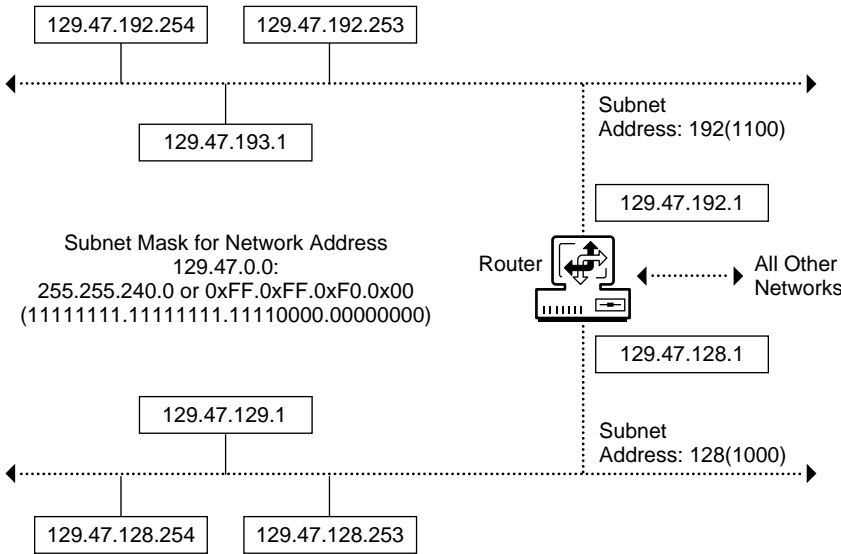 129.47.192.254
129.47.192.253
129.47.193.1
Subnet
Address: 192(1100)
129.47.192.1
Subnet Mask for Network Address
129.47.0.0:
255.255.240.0 or 0xFF.0xFF.0xF0.0x00
(11111111.11111111.11110000.00000000)
Router
All Other
Networks
129.47.128.1
129.47.129.1
Subnet
Address: 128(1000)
129.47.128.254
129.47.128.253